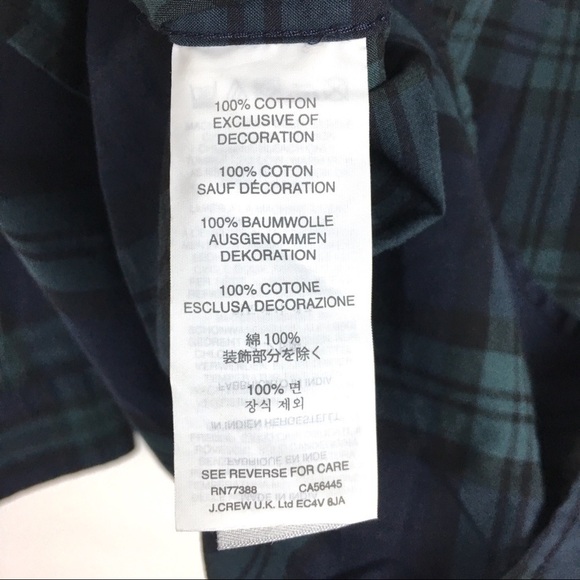 100% COTTON
EXCLUSIVE OF
DECORATION
100% COTON
SAUF DÉCORATION
100% BAUMWOLLE
AUSGENOMMEN
DEKORATION
100% COTONE
ESCLUSA DECORAZIONE
綿 100%
装飾部分を除く
100% 면
장식 제외
SEE REVERSE FOR CARE
RN77388 CA56445
J.CREW U.K. Ltd EC4V 6JA